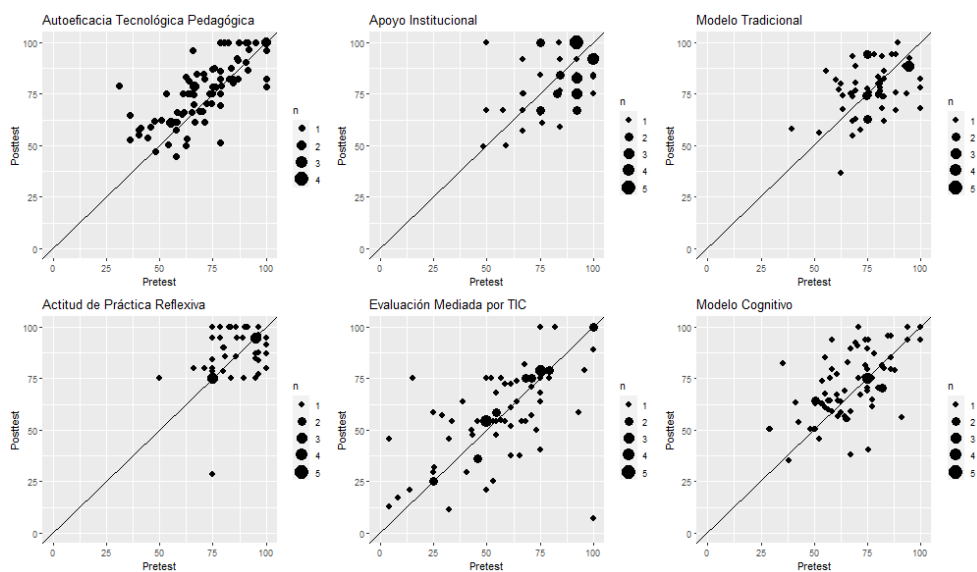 Autoeficacia Tecnológica Pedagógica
100
75
50
25
0
Posttest
0 25 50 75 100
Pretest
n
1
2
3
4
Apoyo Institucional
100
75
50
25
0
Posttest
0 25 50 75 100
Pretest
n
1
2
3
4
5
Modelo Tradicional
100
75
50
25
0
Posttest
0 25 50 75 100
Pretest
n
1
2
3
4
5
Actitud de Práctica Reflexiva
100
75
50
25
0
Posttest
0 25 50 75 100
Pretest
n
1
2
3
4
5
Evaluación Mediada por TIC
100
75
50
25
0
Posttest
0 25 50 75 100
Pretest
n
1
2
3
4
5
Modelo Cognitivo
100
75
50
25
0
Posttest
0 25 50 75 100
Pretest
n
1
2
3
4
5